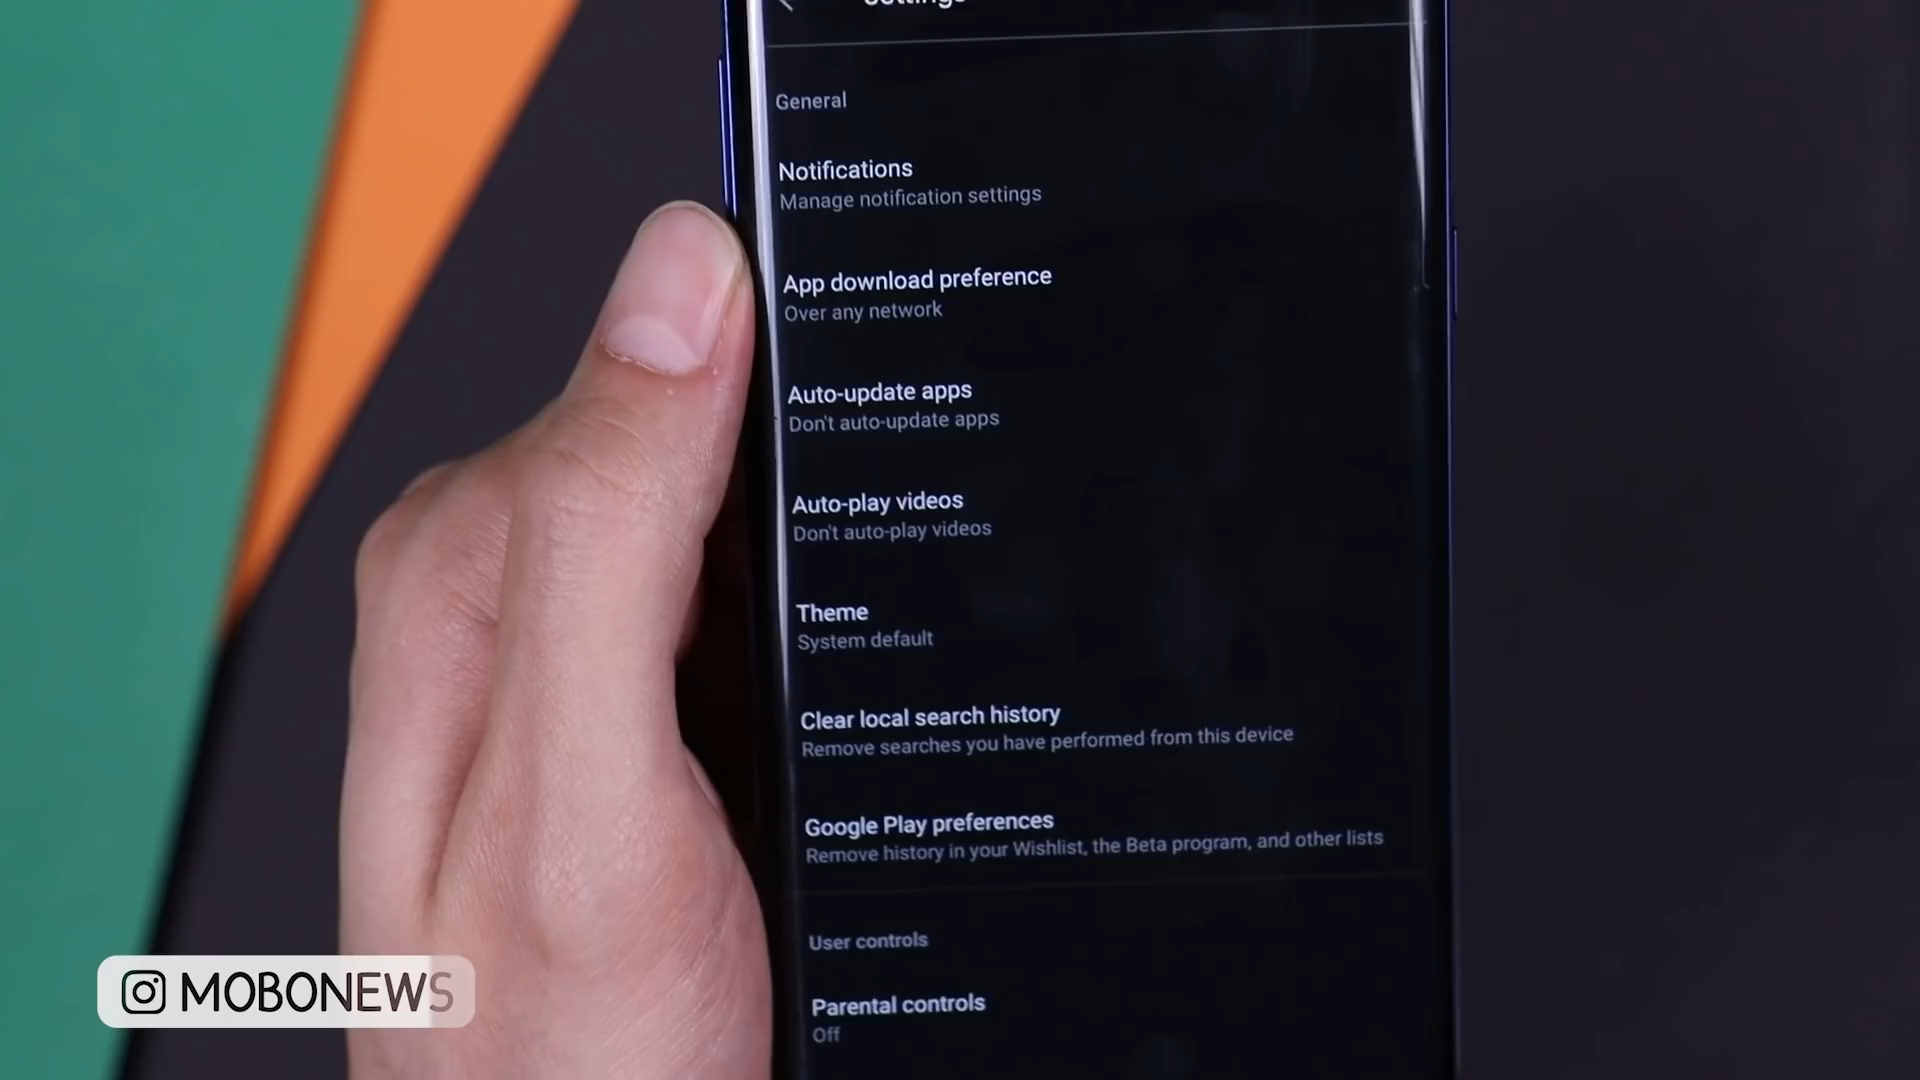 Settings
General
Notifications
Manage notification settings
App download preference
Over any network
Auto-update apps
Don't auto-update apps
Auto-play videos
Don't auto-play videos
Theme
System default
Clear local search history
Remove searches you have performed from this device
Google Play preferences
Remove history in your Wishlist, the Beta program, and other lists
User controls
Parental controls
Off
MOBONEWS